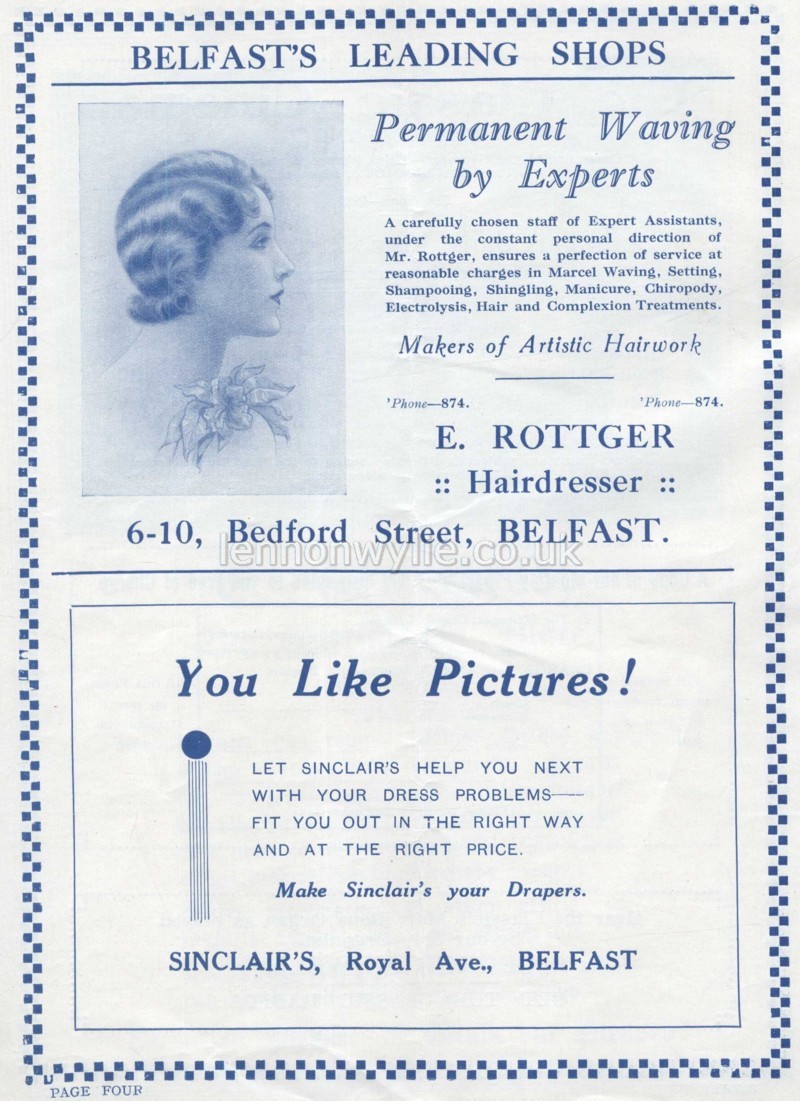 BELFAST'S LEADING SHOPS
Permanent Waving
by Experts
A carefully chosen staff of Expert Assistants,
under the constant personal direction of
Mr. Rottger, ensures a perfection of service at
reasonable charges in Marcel Waving, Setting,
Shampooing, Shingling, Manicure, Chiropody,
Electrolysis, Hair and Complexion Treatments.
Makers of Artistic Hairwork
'Phone—874. 'Phone—874.
E. ROTTGER
:: Hairdresser ::
6-10, Bedford Street, BELFAST.
lennonwylie.co.uk
You Like Pictures!
LET SINCLAIR'S HELP YOU NEXT
WITH YOUR DRESS PROBLEMS—
FIT YOU OUT IN THE RIGHT WAY
AND AT THE RIGHT PRICE.
Make Sinclair's your Drapers.
SINCLAIR'S, Royal Ave., BELFAST
PAGE FOUR